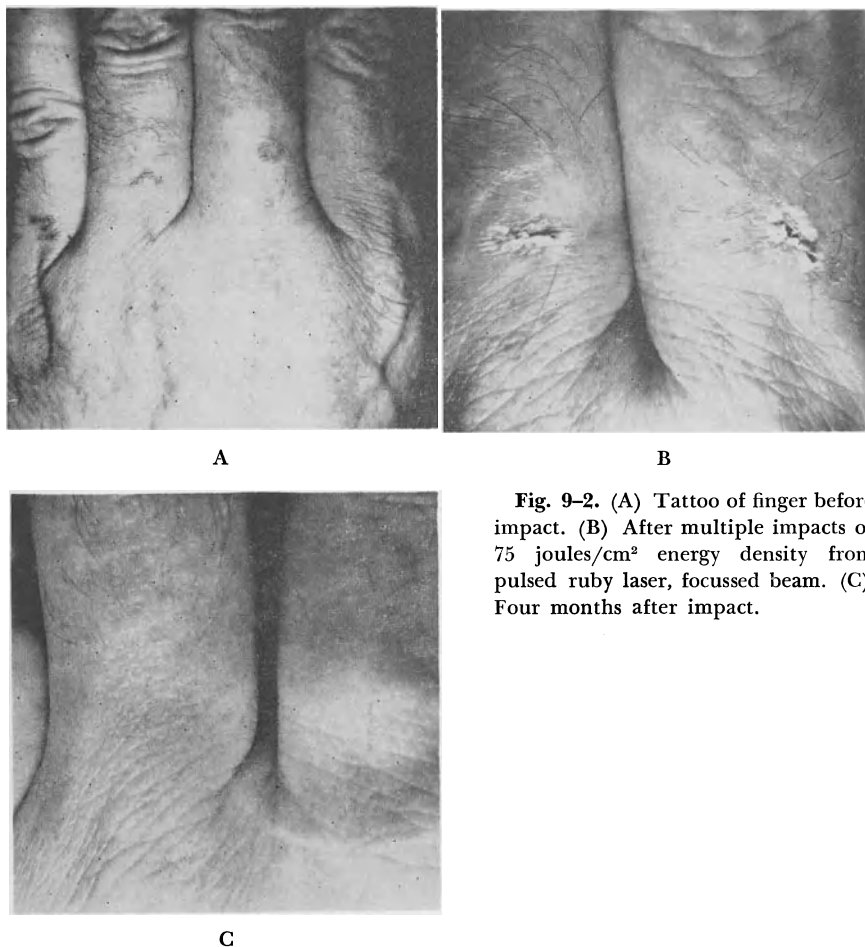 A
B
Fig. 9–2. (A) Tattoo of finger befor
impact. (B) After multiple impacts o
75 joules/cm² energy density fron
pulsed ruby laser, focussed beam. (C)
Four months after impact.
C